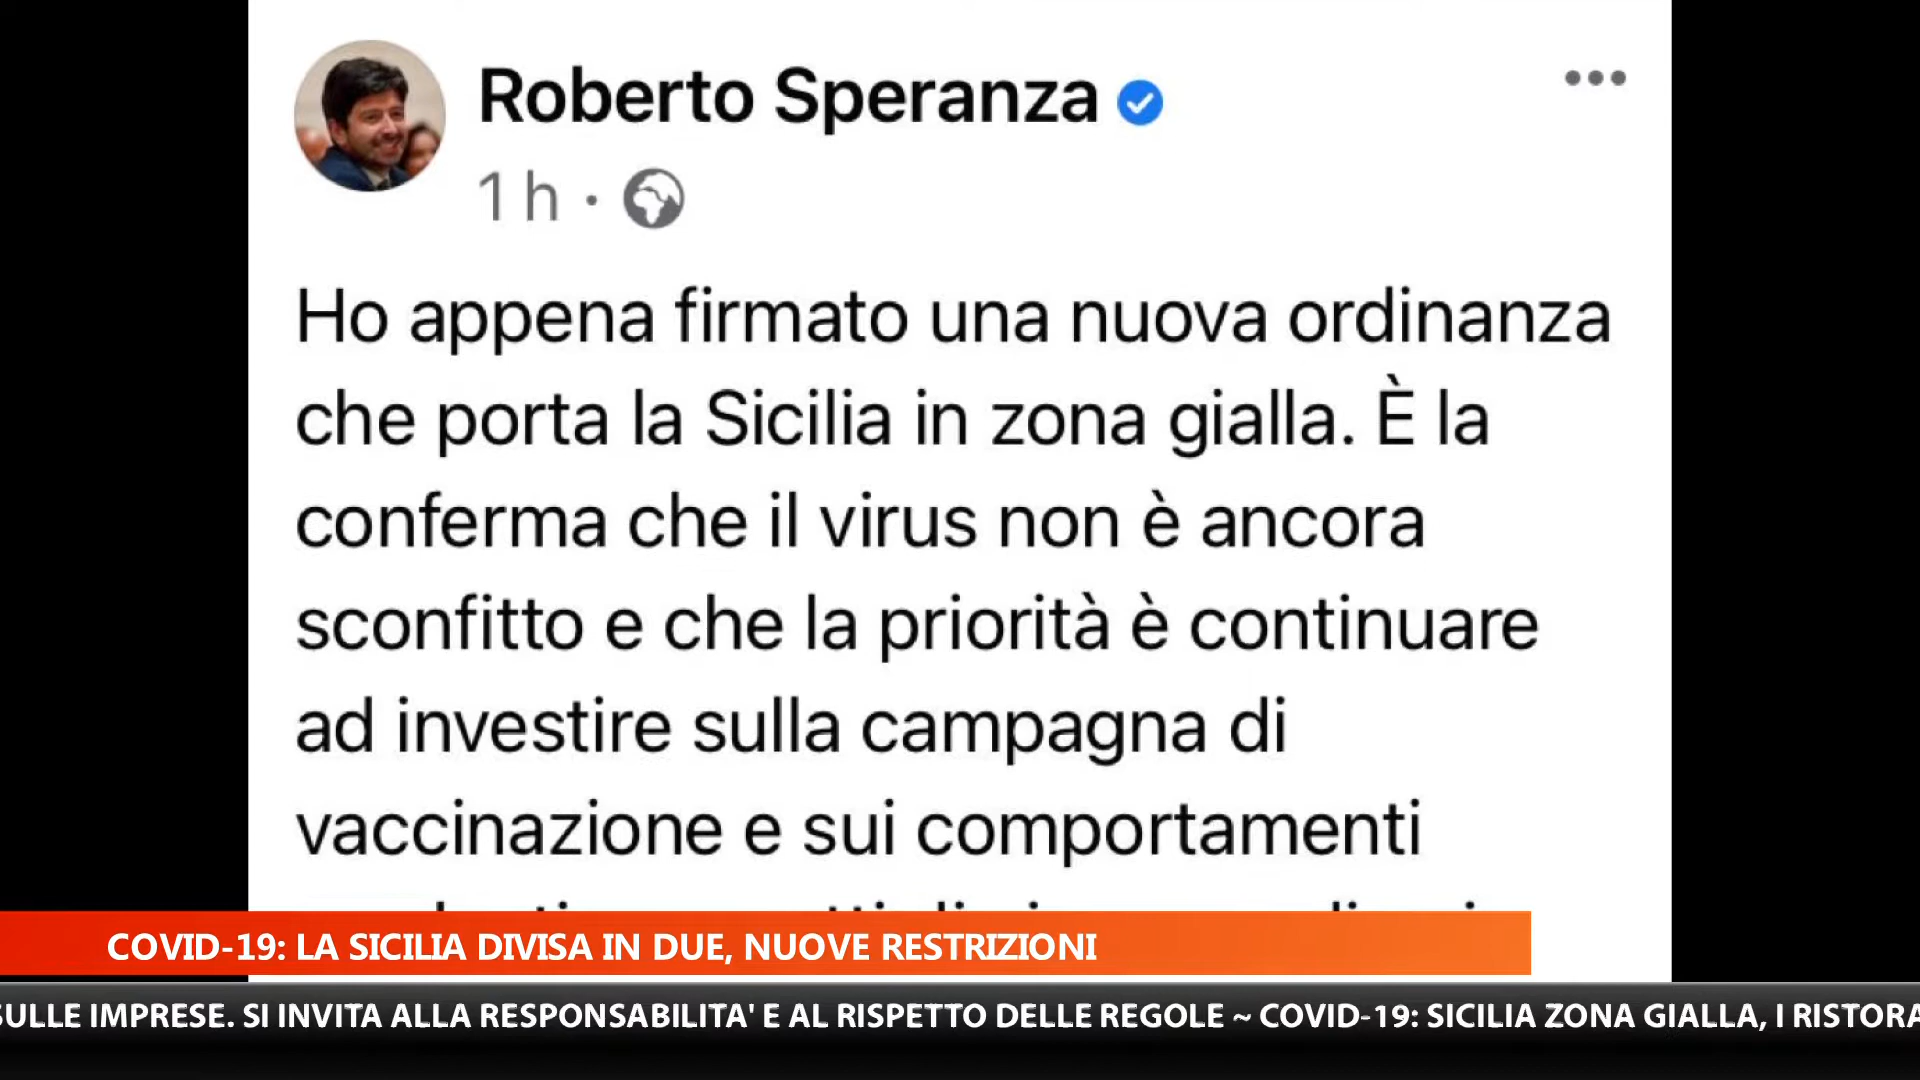 Roberto Speranza
1 h ·
Ho appena firmato una nuova ordinanza
che porta la Sicilia in zona gialla. È la
conferma che il virus non è ancora
sconfitto e che la priorità è continuare
ad investire sulla campagna di
vaccinazione e sui comportamenti
COVID-19: LA SICILIA DIVISA IN DUE, NUOVE RESTRIZIONI
SULLE IMPRESE. SI INVITA ALLA RESPONSABILITA' E AL RISPETTO DELLE REGOLE ~ COVID-19: SICILIA ZONA GIALLA, I RISTORA